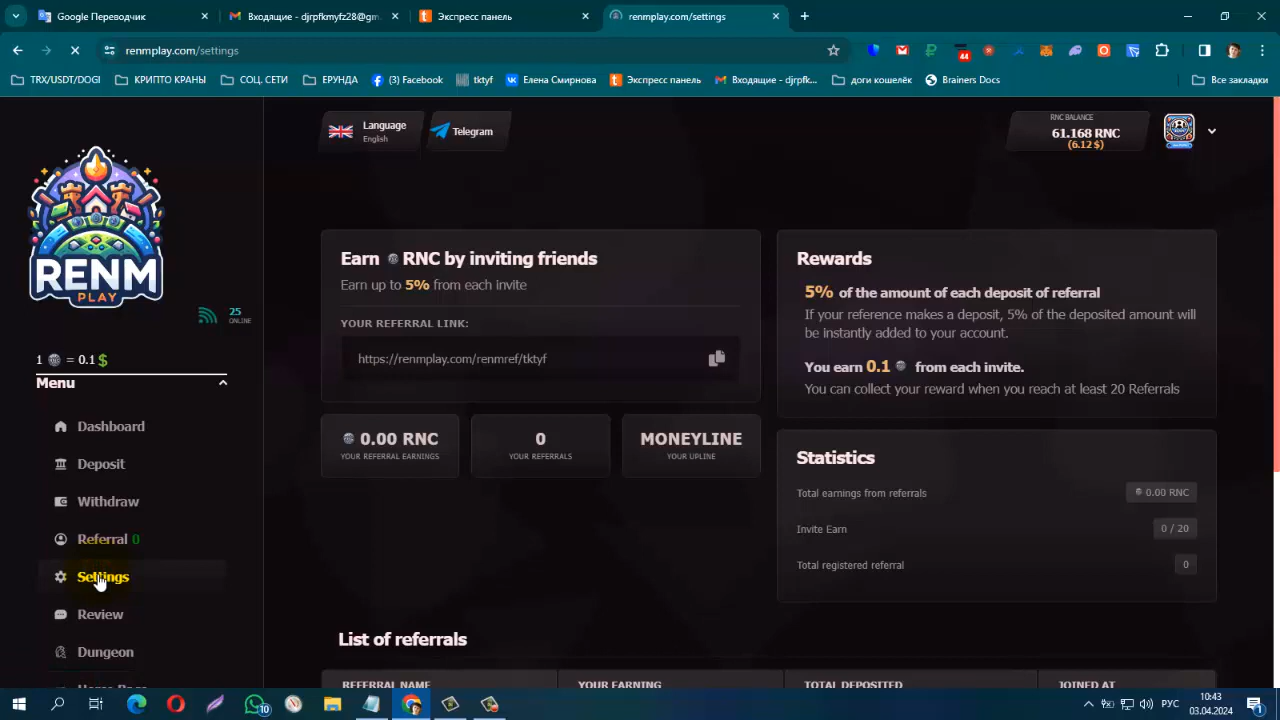 Google Переводчик
Входящие - djrpfkmyfz28@gm
Экспресс панель
renmplay.com/settings
renmplay.com/settings
44
TRX/USDT/DOGI
КРИПТО КРАНЫ
СОЦ. СЕТИ
ЕРУНДА
(3) Facebook
tktyf
Елена Смирнова
Экспресс панель
Входящие - djrpfk...
доги кошелёк
Brainers Docs
Все закладки
Language
English
Telegram
RNC BALANCE
61.168 RNC
(6.12 $)
RENM
PLAY
25
ONLINE
1 = 0.1 $
Menu
Dashboard
Deposit
Withdraw
Referral 0
Settings
Review
Dungeon
Earn RNC by inviting friends
Earn up to 5% from each invite
YOUR REFERRAL LINK:
https://renmplay.com/renmref/tktyf
0.00 RNC
YOUR REFERRAL EARNINGS
0
YOUR REFERRALS
MONEYLINE
YOUR UPLINE
Rewards
5% of the amount of each deposit of referral
If your reference makes a deposit, 5% of the deposited amount will
be instantly added to your account.
You earn 0.1 from each invite.
You can collect your reward when you reach at least 20 Referrals
Statistics
Total earnings from referrals
0.00 RNC
Invite Earn
0 / 20
Total registered referral
0
List of referrals
REFERRAL NAME
YOUR EARNING
TOTAL DEPOSITED
JOINED AT
10
РУС
10:43
03.04.2024
1